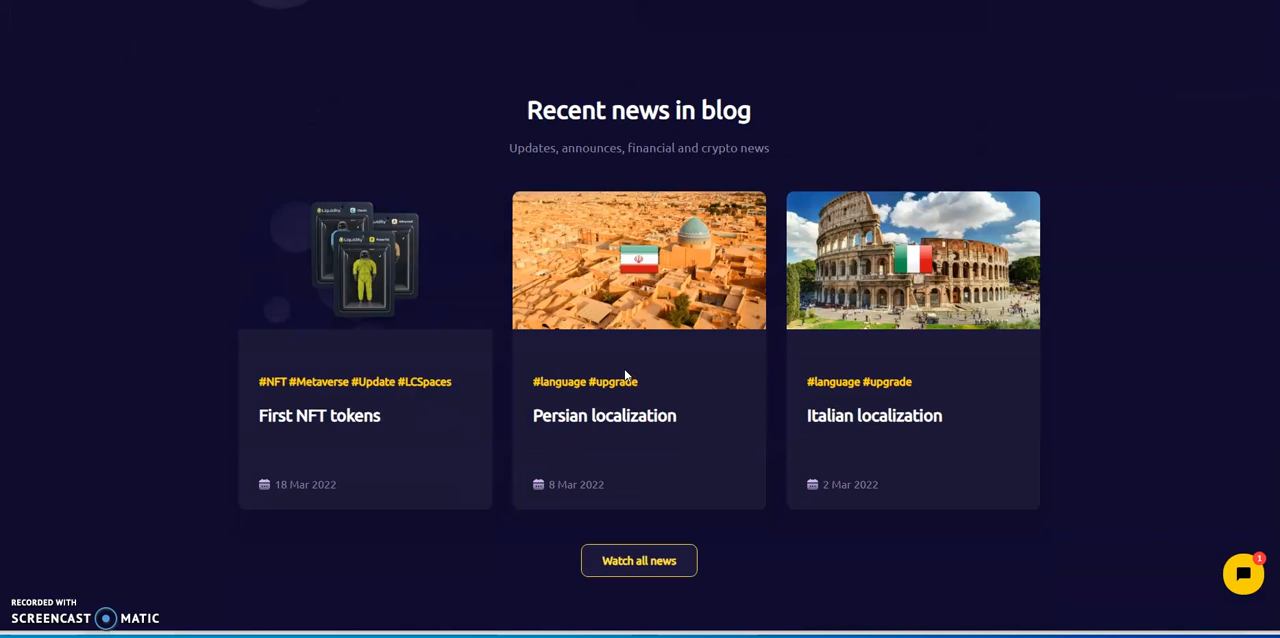 Recent news in blog
Updates, announces, financial and crypto news
Liquidity
Liquidity
#NFT #Metaverse #Update #LCSpaces
First NFT tokens
18 Mar 2022
#language #upgrade
Persian localization
8 Mar 2022
#language #upgrade
Italian localization
2 Mar 2022
Watch all news
1
RECORDED WITH
SCREENCAST MATIC